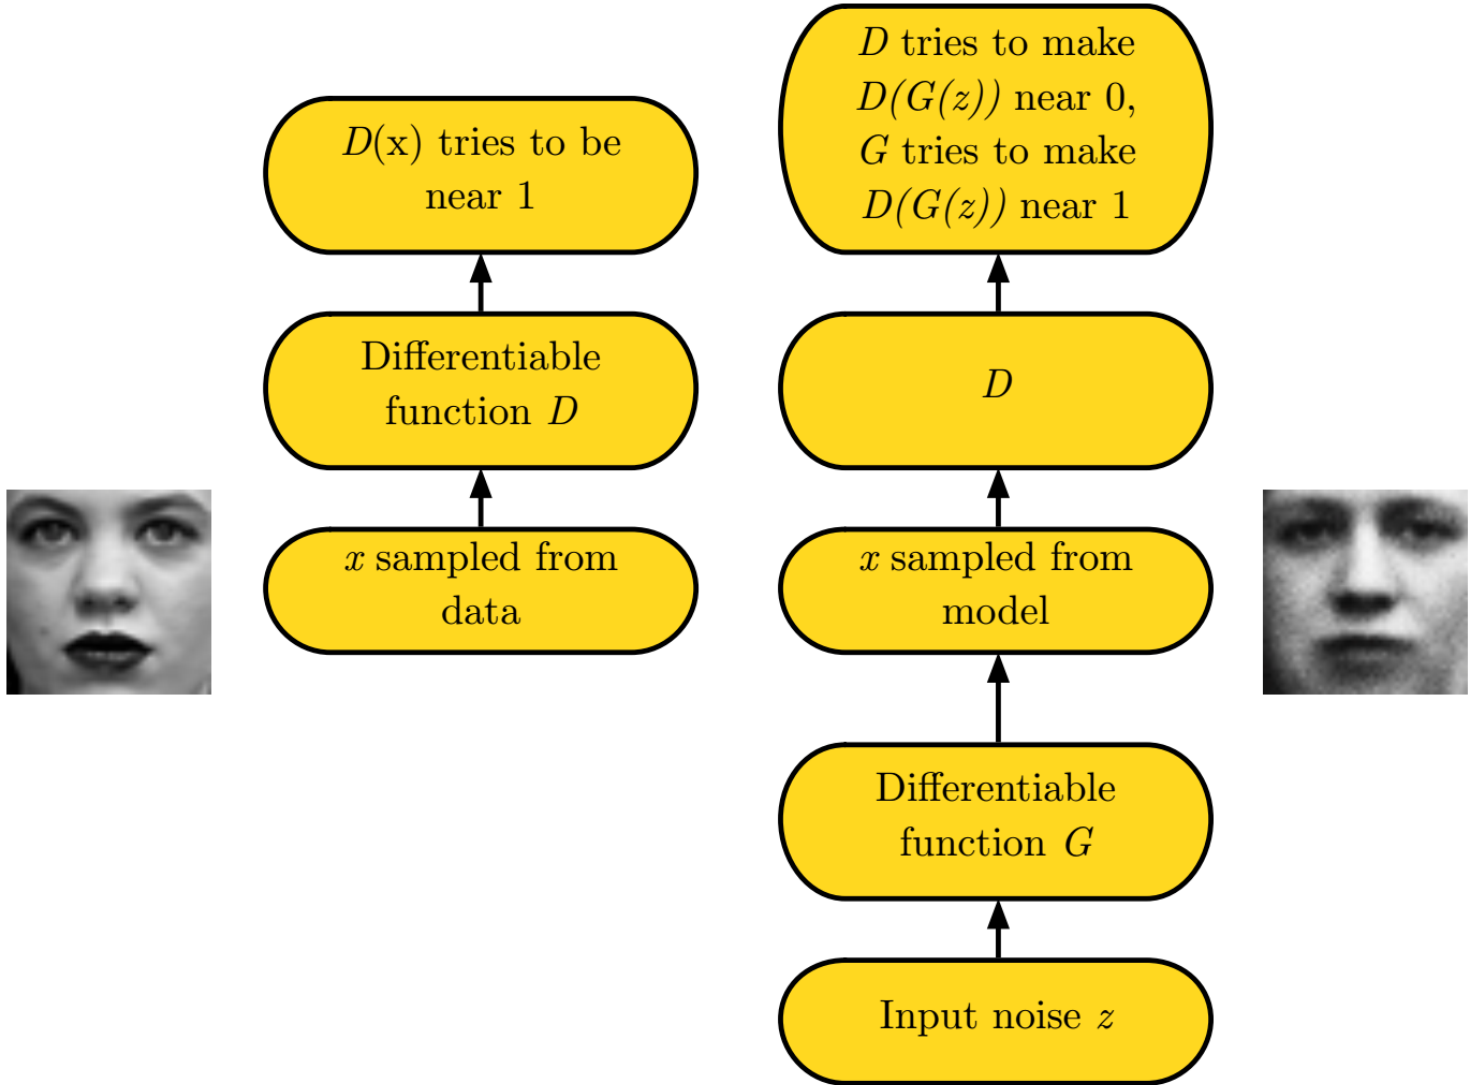 D(x) tries to be
near 1
Differentiable
function D
x sampled from
data
D tries to make
D(G(z)) near 0,
G tries to make
D(G(z)) near 1
D
x sampled from
model
Differentiable
function G
Input noise z